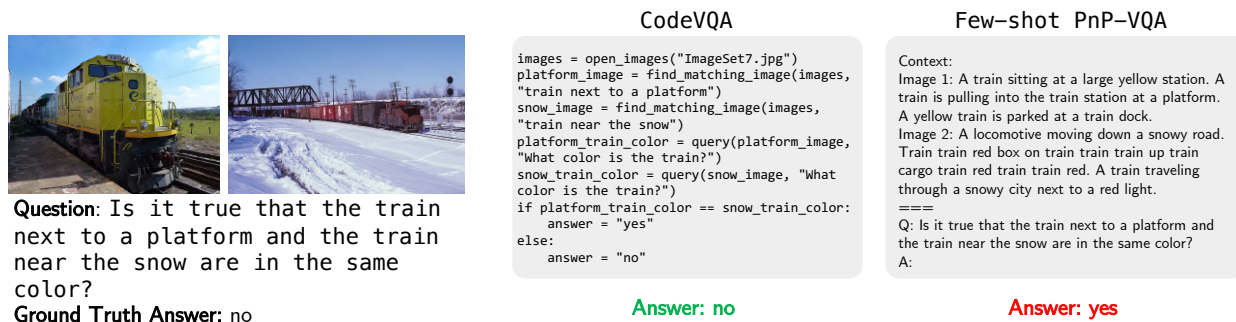 CodeVQA
Few-shot PnP-VQA
images = open_images("ImageSet7.jpg")
platform_image = find_matching_image(images,
"train next to a platform")
snow_image = find_matching_image(images,
"train near the snow")
platform_train_color = query(platform_image,
"What color is the train?")
snow_train_color = query(snow_image, "What
color is the train?")
if platform_train_color == snow_train_color:
    answer = "yes"
else:
    answer = "no"
Context:
Image 1: A train sitting at a large yellow station. A
train is pulling into the train station at a platform.
A yellow train is parked at a train dock.
Image 2: A locomotive moving down a snowy road.
Train train red box on train train train up train
cargo train red train train red. A train traveling
through a snowy city next to a red light.
===
Q: Is it true that the train next to a platform and
the train near the snow are in the same color?
A:
Question: Is it true that the train
next to a platform and the train
near the snow are in the same
color?
Ground Truth Answer: no
Answer: no
Answer: yes